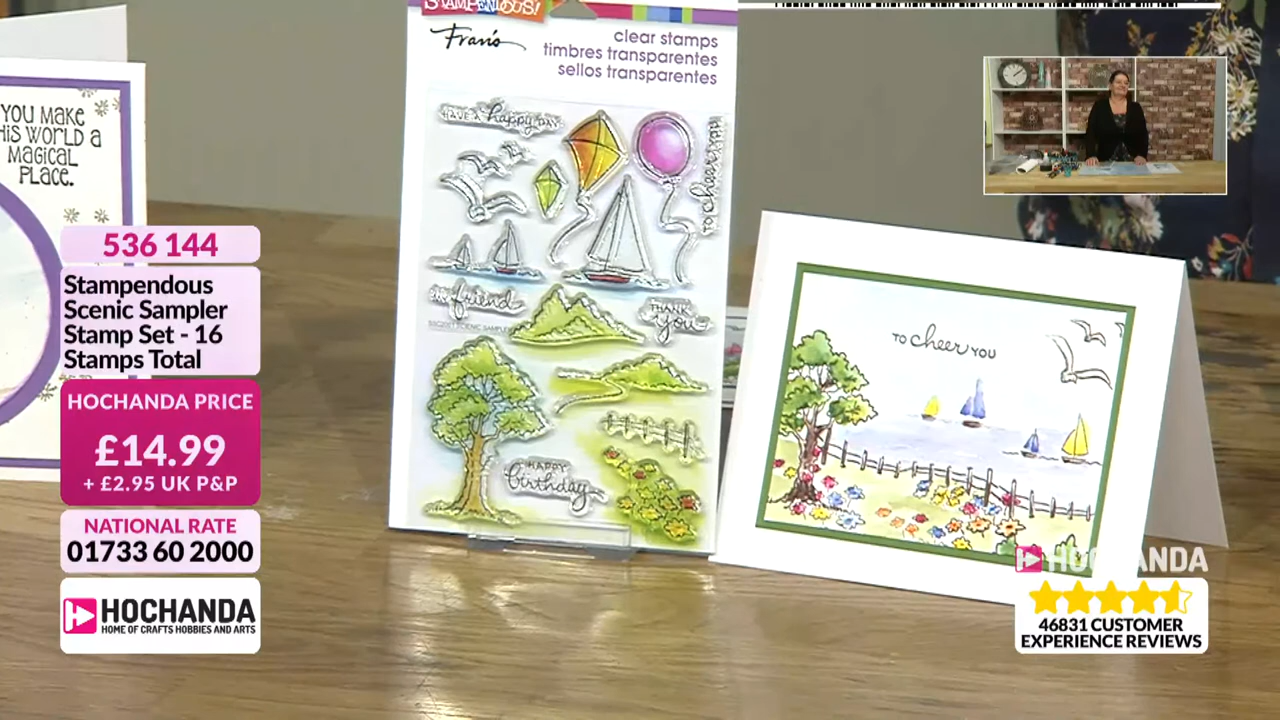 YOU MAKE
THIS WORLD A
MAGICAL
PLACE.
536 144
Stampendous
Scenic Sampler
Stamp Set - 16
Stamps Total
HOCHANDA PRICE
£14.99
+ £2.95 UK P&P
NATIONAL RATE
01733 60 2000
HOCHANDA
HOME OF CRAFTS HOBBIES AND ARTS
STAMPENDOUS!
Fran's
clear stamps
timbres transparentes
sellos transparentes
HAVE A happy DAY
TO cheer YOU
friend
THANK
you
HAPPY
birthday
TO cheer YOU
HOCHANDA
46831 CUSTOMER
EXPERIENCE REVIEWS